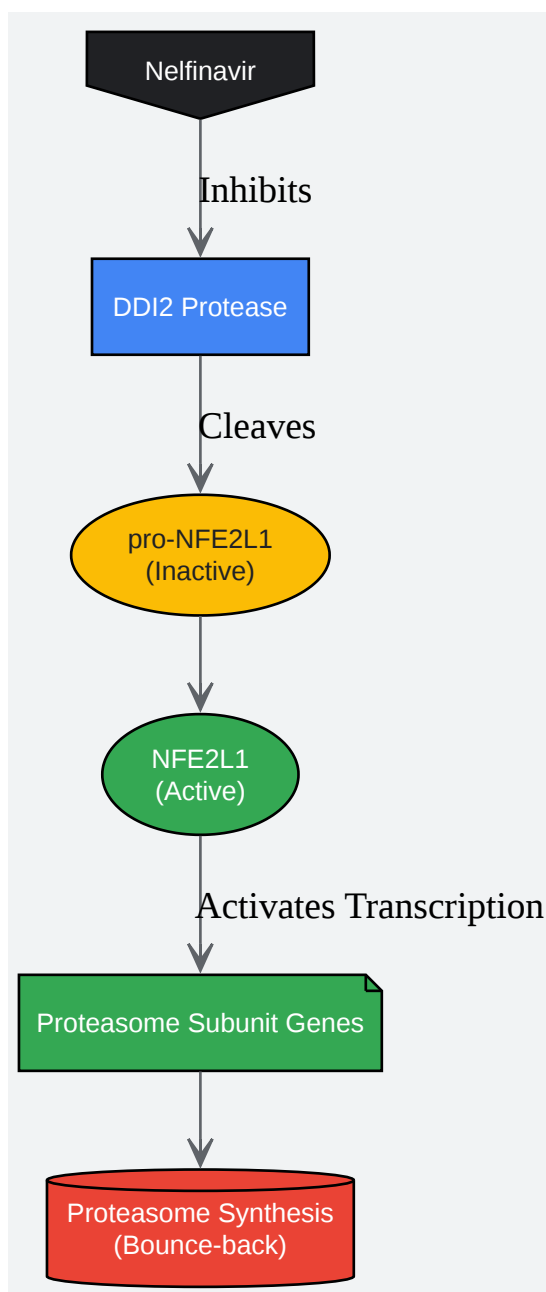 Nelfinavir
Inhibits
DDI2 Protease
Cleaves
pro-NFE2L1
(Inactive)
NFE2L1
(Active)
Activates Transcription
Proteasome Subunit Genes
Proteasome Synthesis
(Bounce-back)